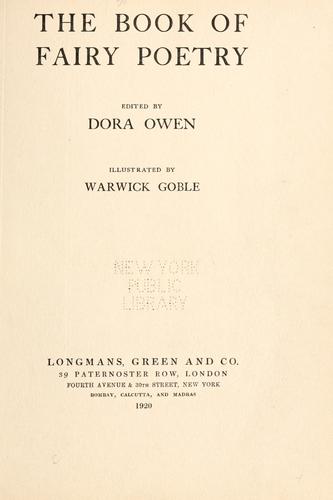 THE BOOK OF
FAIRY POETRY
EDITED BY
DORA OWEN
ILLUSTRATED BY
WARWICK GOBLE
NEW YORK
PUBLIC
LIBRARY
LONGMANS, GREEN AND CO.
39 PATERNOSTER ROW, LONDON
FOURTH AVENUE & 30TH STREET, NEW YORK
BOMBAY, CALCUTTA, AND MADRAS
1920